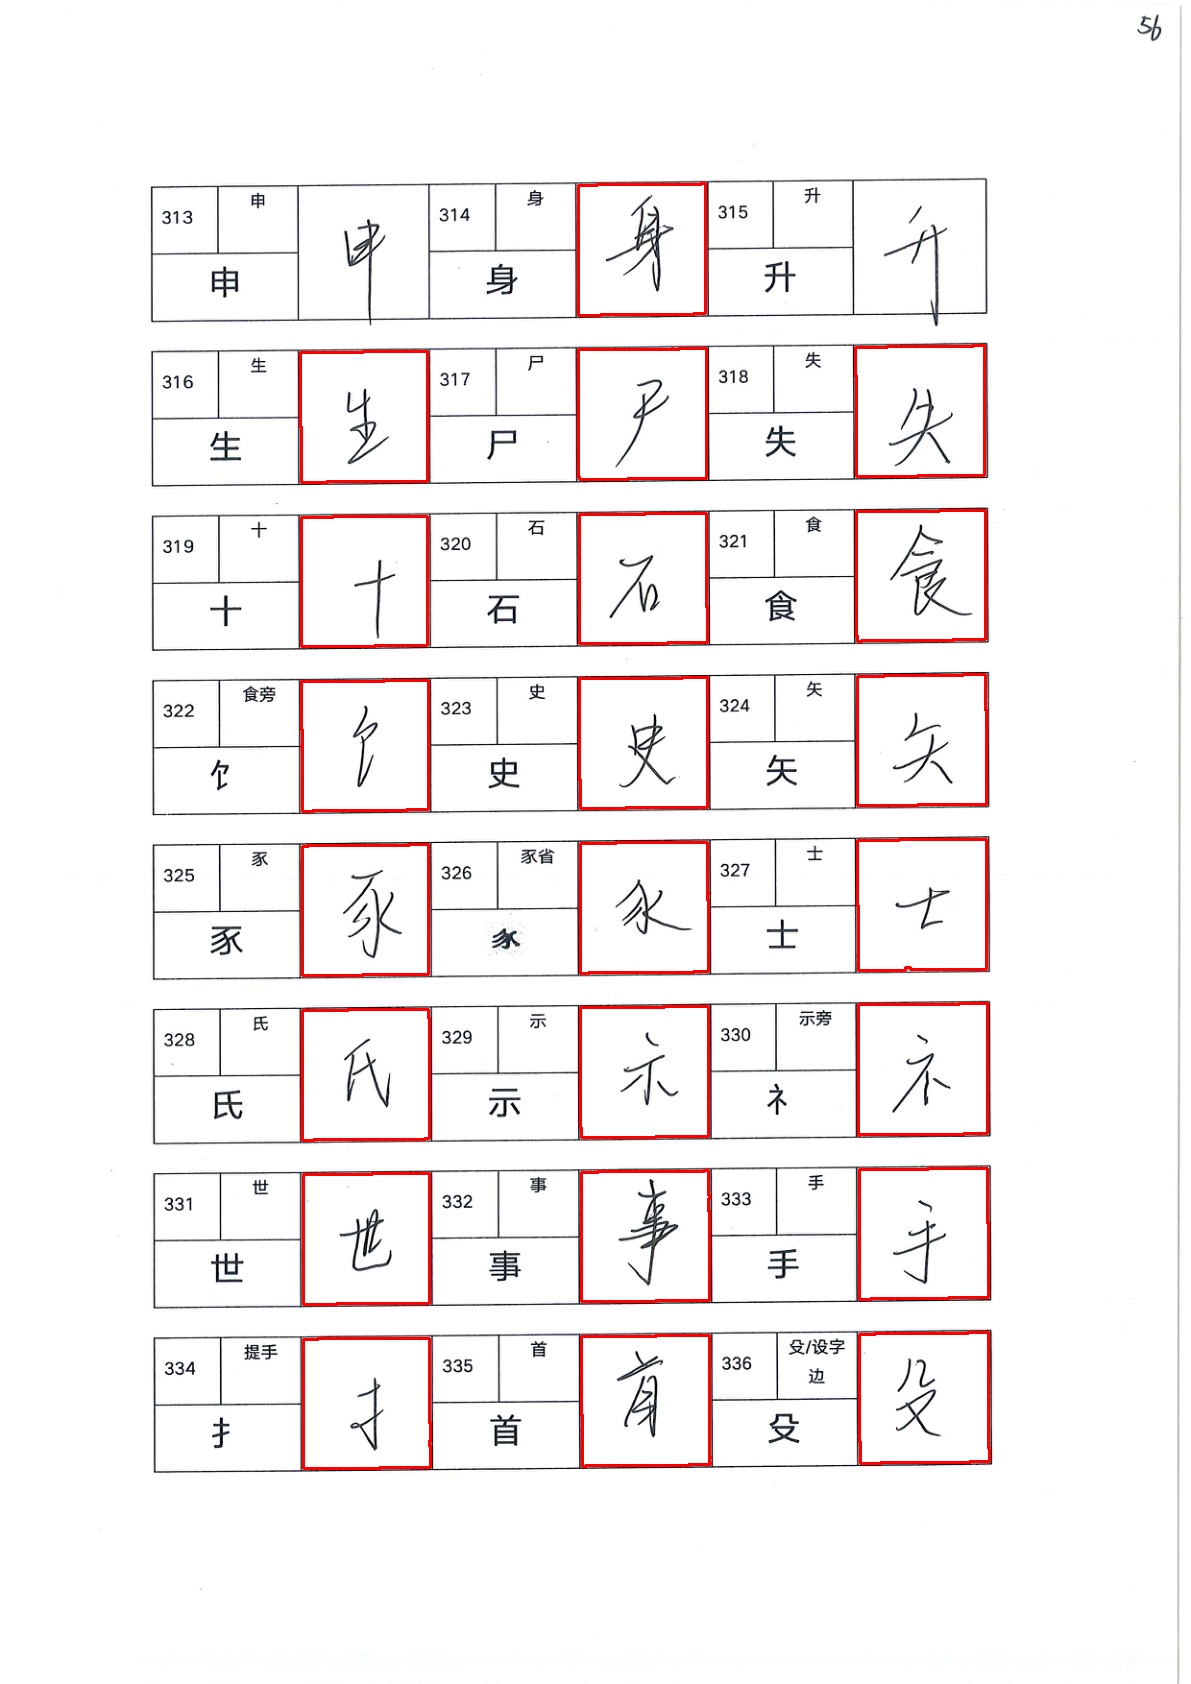 56
313 申 申 申 314 身 身 身 315 升 升 升
316 生 生 生 317 尸 尸 尸 318 失 失 失
319 十 十 十 320 石 石 石 321 食 食 食
322 食旁 饣 饣 323 史 史 史 324 矢 矢 矢
325 豕 豕 豕 326 豕省 327 士 士 士
328 氏 氏 氏 329 示 示 示 330 示旁 礻 礻
331 世 世 世 332 事 事 事 333 手 手 手
334 提手 扌 扌 335 首 首 首 336 殳/设字边 殳 殳